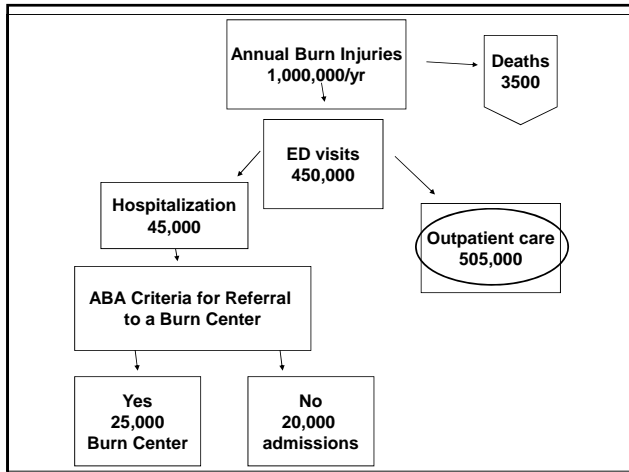 Annual Burn Injuries
1,000,000/yr
Deaths
3500
ED visits
450,000
Hospitalization
45,000
Outpatient care
505,000
ABA Criteria for Referral
to a Burn Center
Yes
25,000
Burn Center
No
20,000
admissions